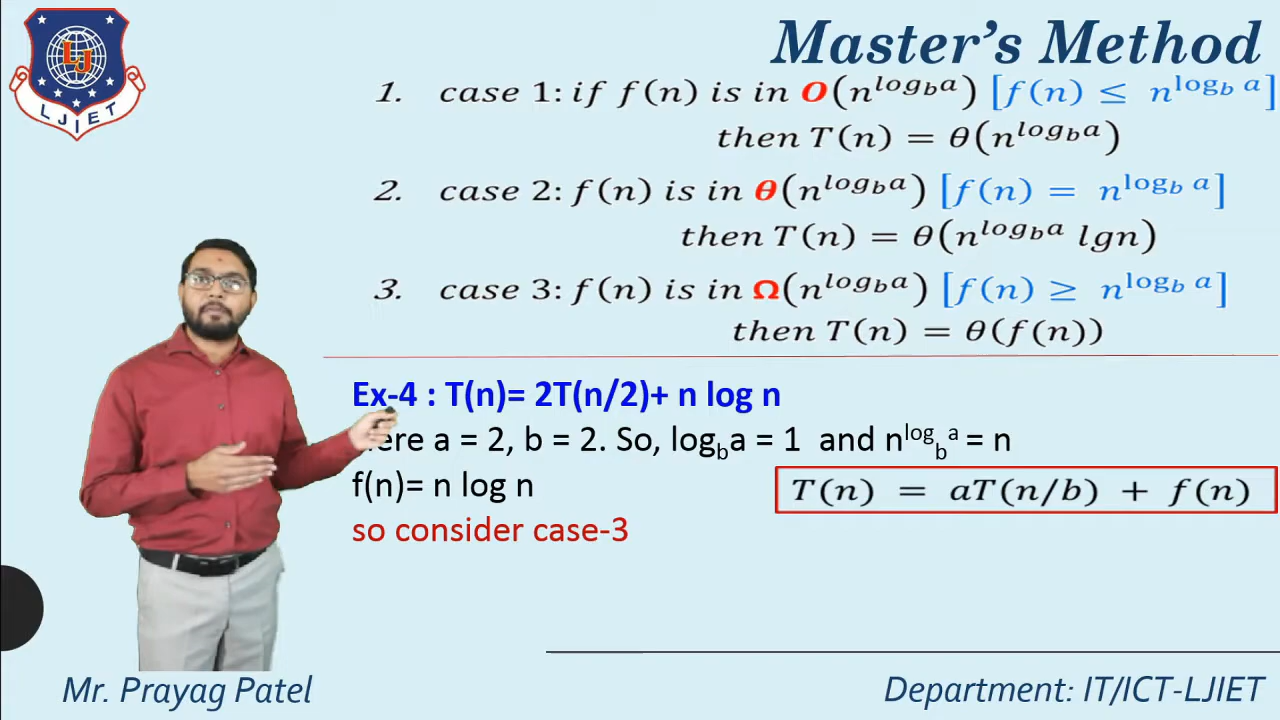 LJ
LJIET
Master's Method
1. case 1: if f(n) is in O(n^log_b a) [f(n) ≤ n^log_b a]
then T(n) = θ(n^log_b a)
2. case 2: f(n) is in θ(n^log_b a) [f(n) = n^log_b a]
then T(n) = θ(n^log_b a lgn)
3. case 3: f(n) is in Ω(n^log_b a) [f(n) ≥ n^log_b a]
then T(n) = θ(f(n))
Ex-4 : T(n)= 2T(n/2)+ n log n
ere a = 2, b = 2. So, log_b a = 1 and n^log_b a = n
f(n)= n log n
T(n) = aT(n/b) + f(n)
so consider case-3
Mr. Prayag Patel
Department: IT/ICT-LJIET